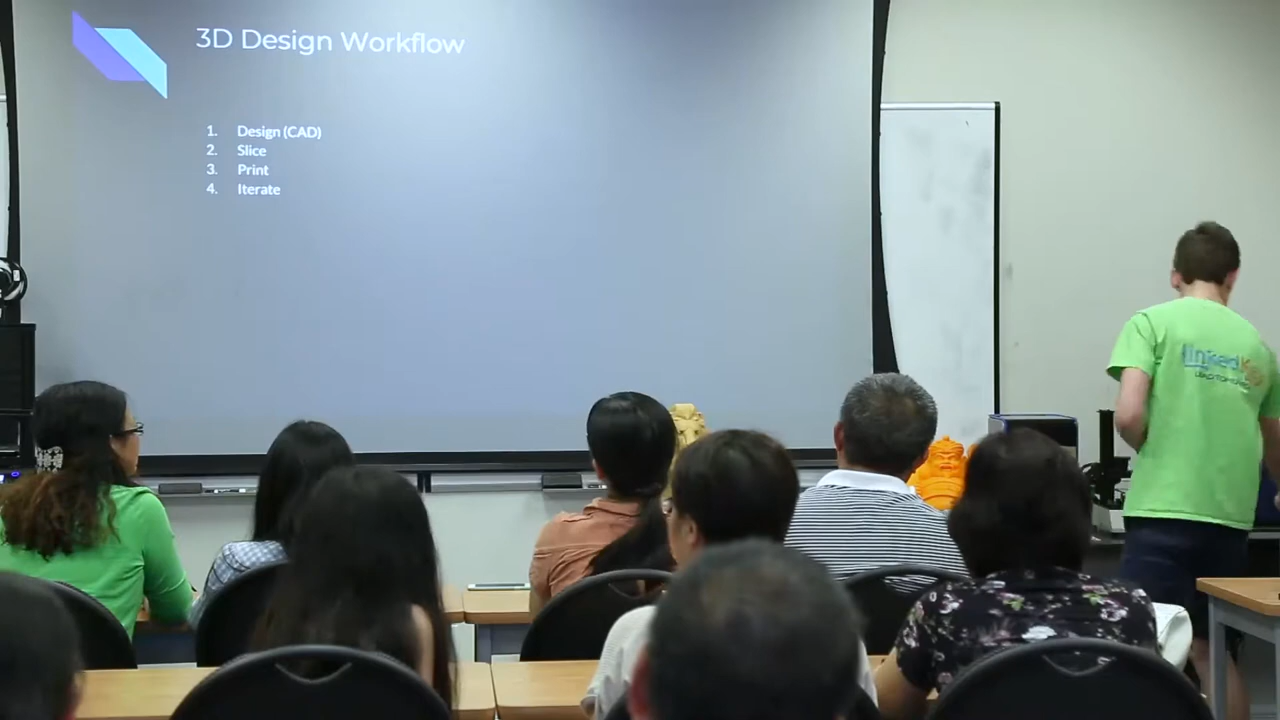 3D Design Workflow
1. Design (CAD)
2. Slice
3. Print
4. Iterate